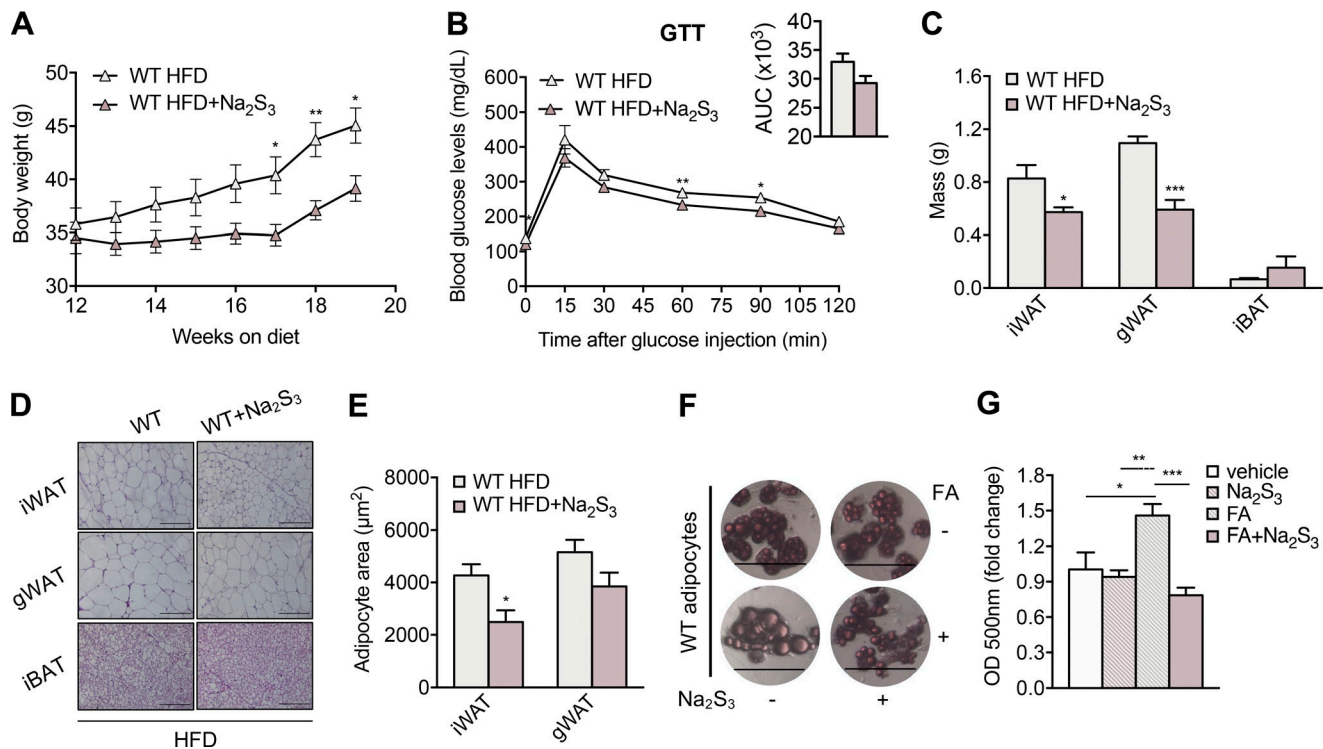 A
50
45
40
35
30
Body weight (g)
WT HFD
WT HFD+Na₂S₃
*
**
*
12
14
16
18
20
Weeks on diet
B
GTT
600
500
400
300
200
100
0
Blood glucose levels (mg/dL)
WT HFD
WT HFD+Na₂S₃
*
**
*
0
15
30
45
60
75
90
105
120
Time after glucose injection (min)
AUC (x10³)
40
35
33
30
25
20
C
1.6
1.2
0.8
0.4
0.0
Mass (g)
WT HFD
WT HFD+Na₂S₃
*
***
iWAT
gWAT
iBAT
D
WT
WT+Na₂S₃
iWAT
gWAT
iBAT
HFD
E
8000
6000
4000
2000
0
Adipocyte area (µm²)
WT HFD
WT HFD+Na₂S₃
*
iWAT
gWAT
F
WT adipocytes
FA
-
+
Na₂S₃
-
+
G
1.8
1.5
1.2
0.9
0.6
0.3
0.0
OD 500nm (fold change)
*
**
***
vehicle
Na₂S₃
FA
FA+Na₂S₃